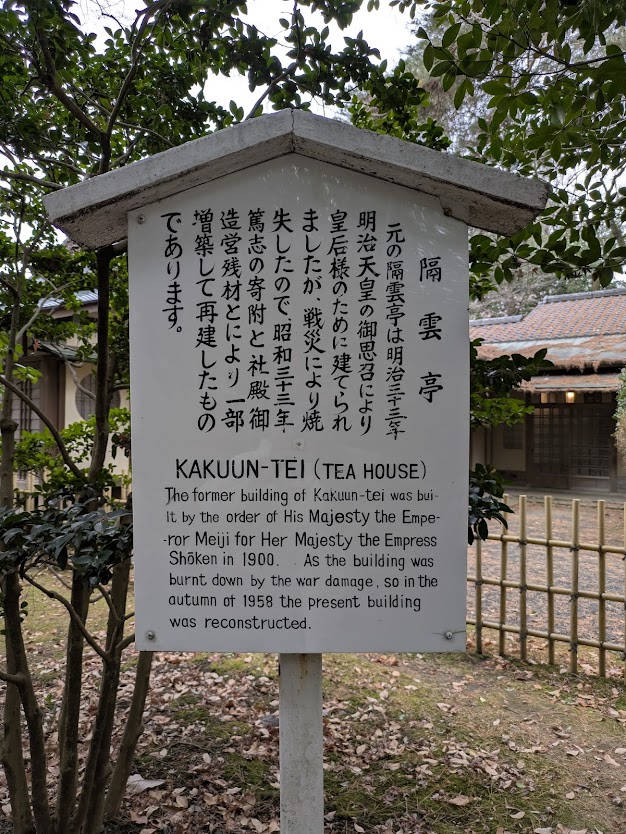 隔雲亭
元の隔雲亭は明治三十三年
明治天皇の御思召により
皇后様のために建てられ
ましたが、戦災により焼
失したので、昭和三十三年
篤志の寄附と社殿御
造営残材とにより一部
増築して再建したもの
であります。
KAKUUN-TEI (TEA HOUSE)
The former building of Kakuun-tei was bui-
lt by the order of His Majesty the Empe-
-ror Meiji for Her Majesty the Empress
Shōken in 1900. As the building was
burnt down by the war damage, so in the
autumn of 1958 the present building
was reconstructed.